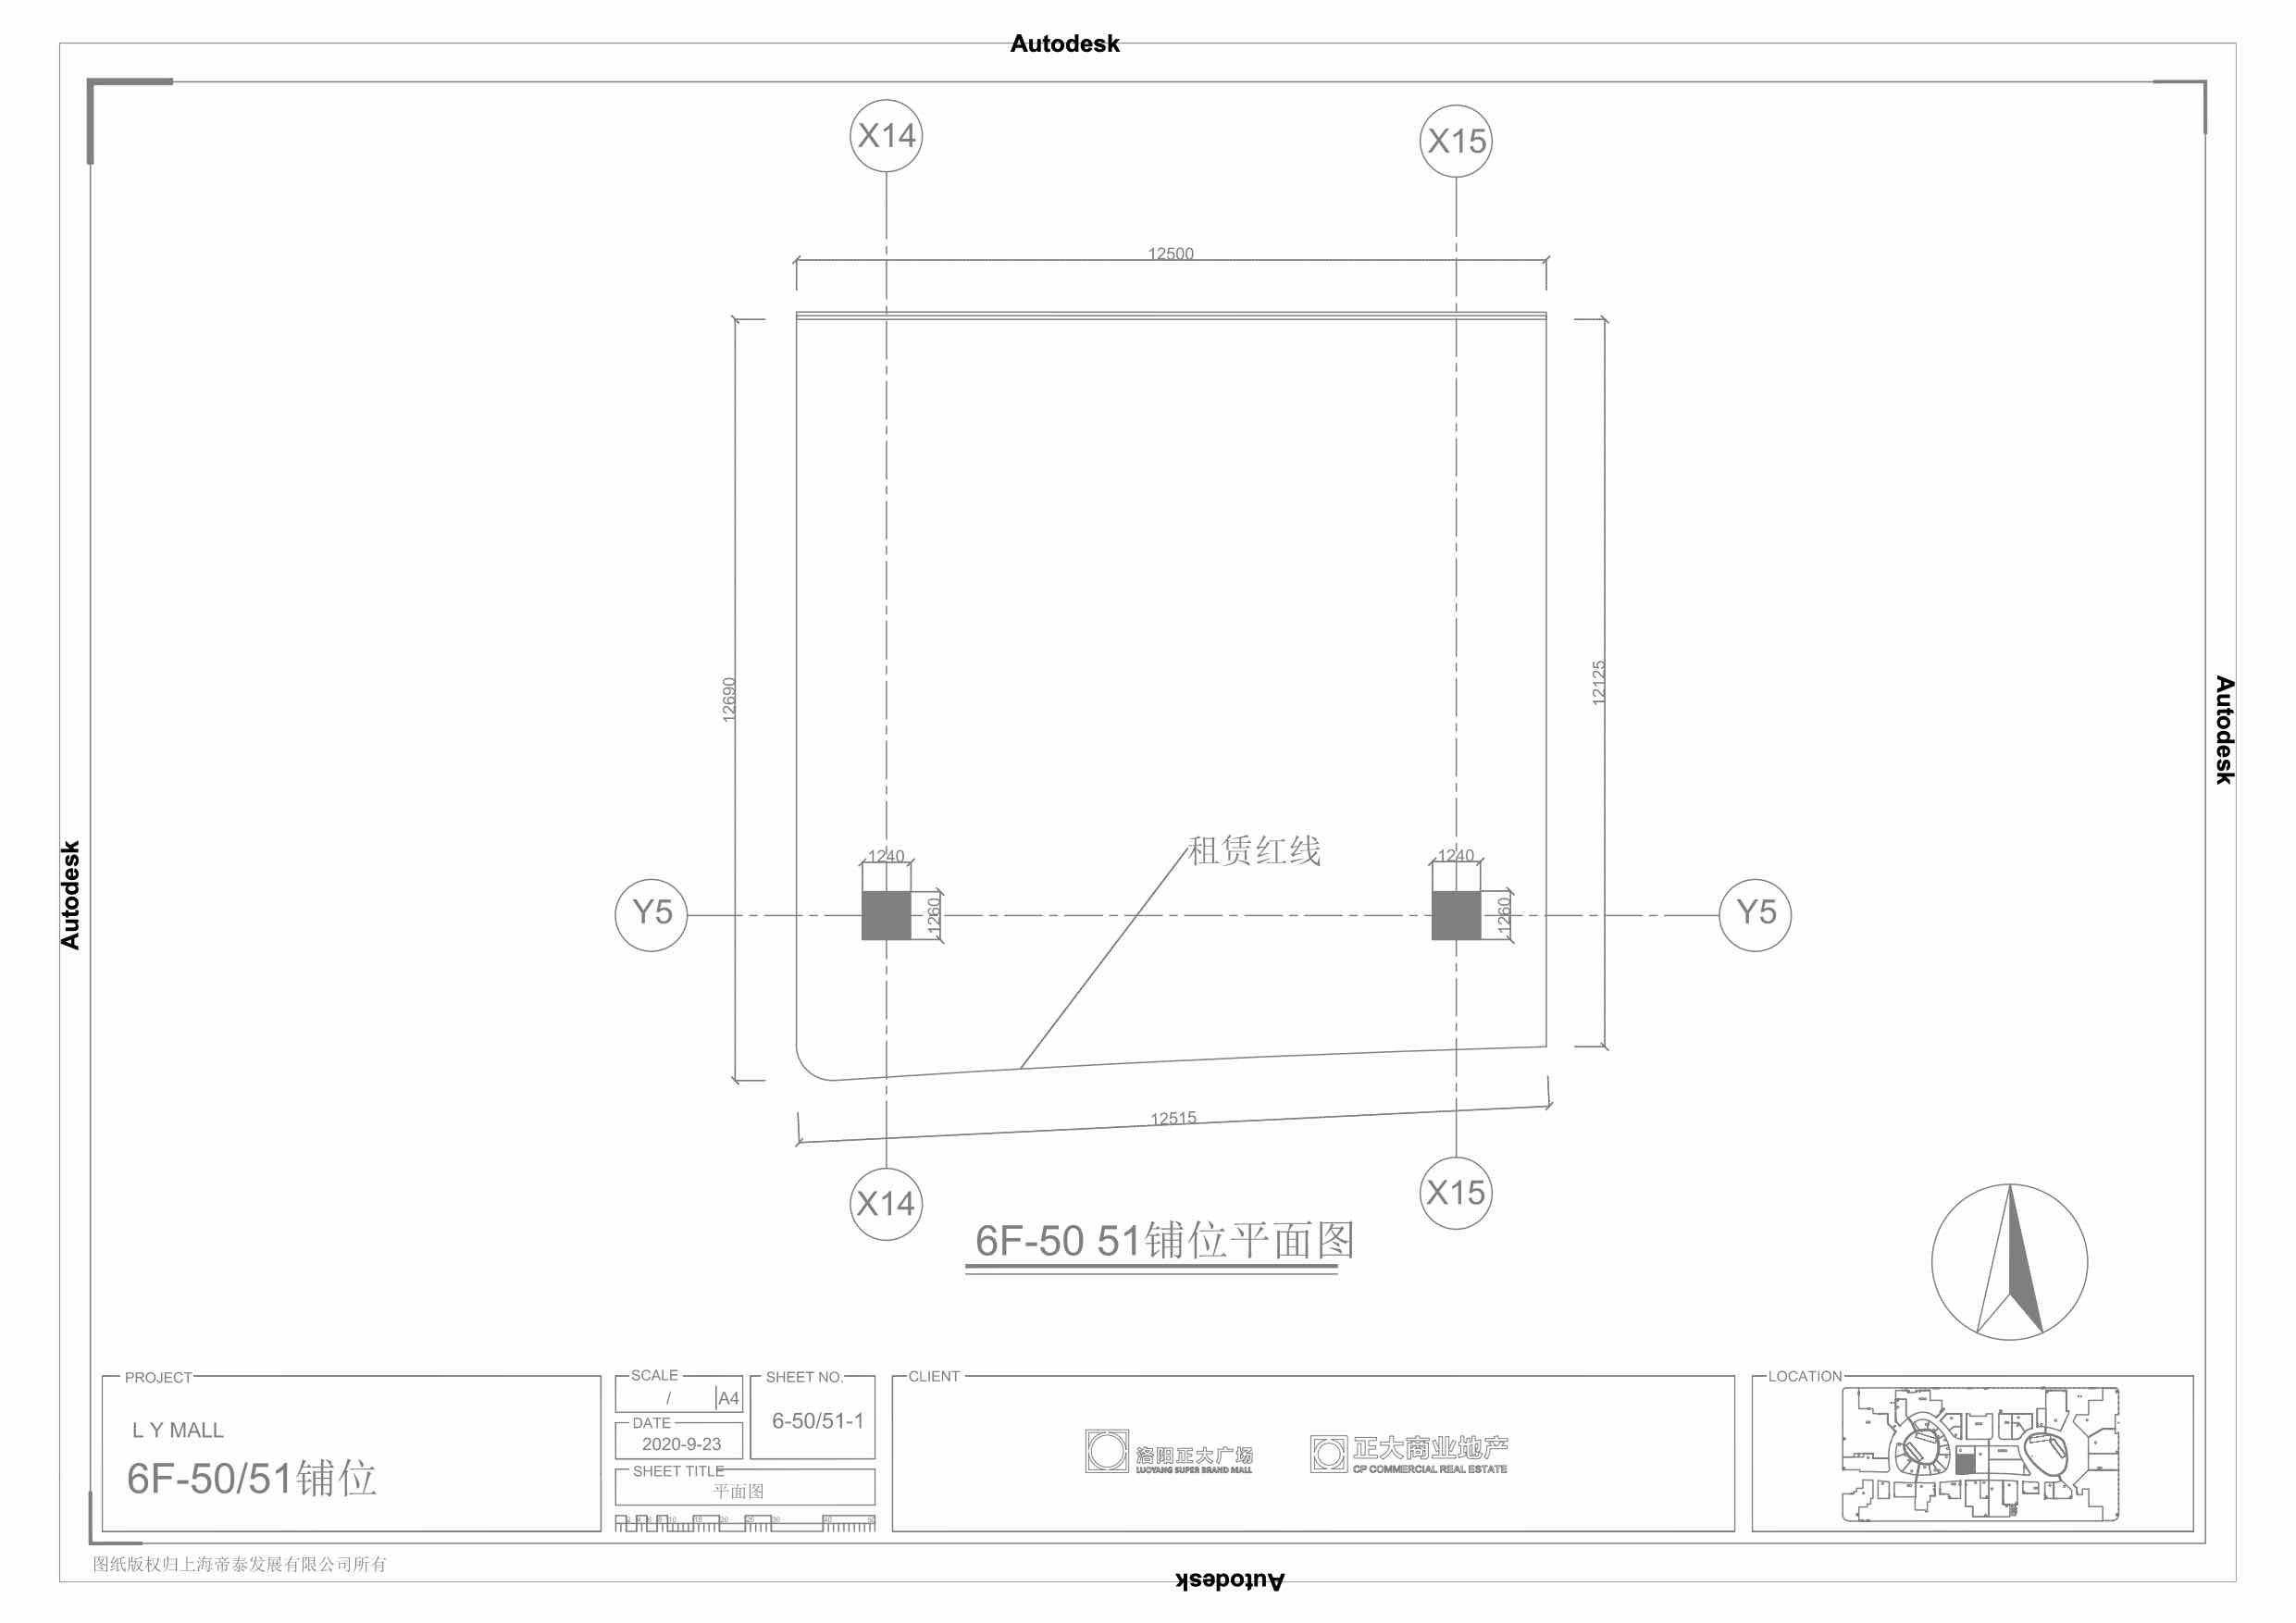 Autodesk
X14
X15
12500
12690
12125
Autodesk
Autodesk
租赁红线
1240
1240
Y5
1260
1260
Y5
12515
X14
X15
6F-50 51铺位平面图
PROJECT
L Y MALL
6F-50/51铺位
SCALE
/
A4
DATE
2020-9-23
SHEET NO.
6-50/51-1
SHEET TITLE
平面图
CLIENT
洛阳正大广场
LUOYANG SUPER BRAND MALL
正大商业地产
CP COMMERCIAL REAL ESTATE
LOCATION
图纸版权归上海帝泰发展有限公司所有
Autodesk